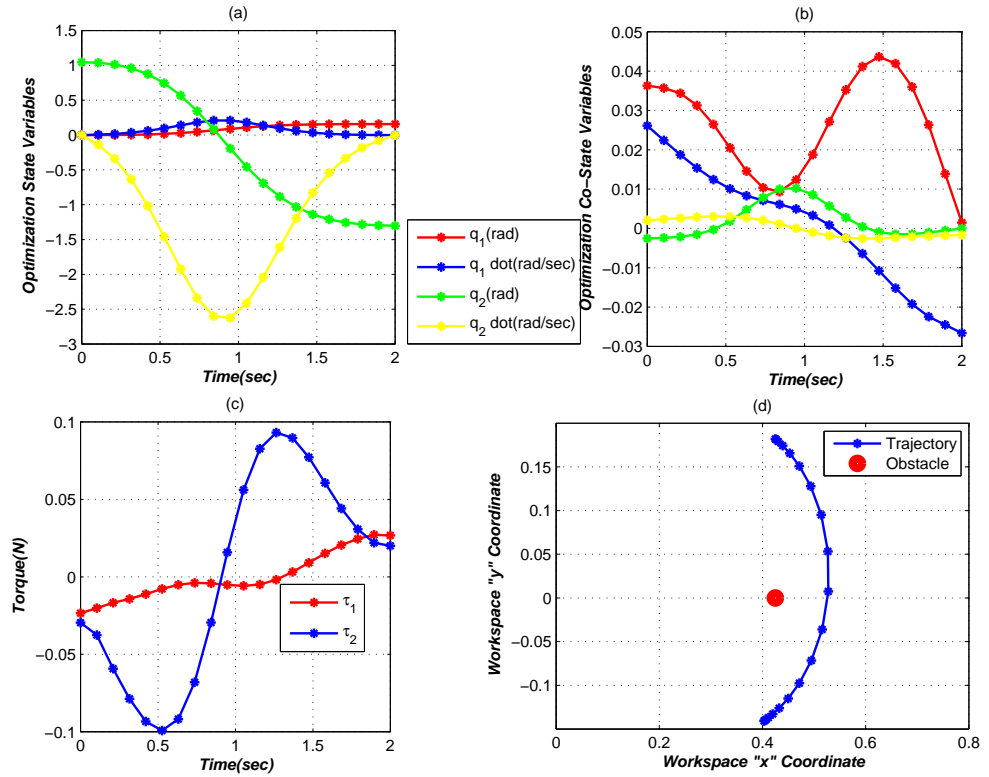 (a)
Optimization State Variables
1.5
1
0.5
0
−0.5
−1
−1.5
−2
−2.5
−3
0
0.5
1
1.5
2
Time(sec)
q1(rad)
q1 dot(rad/sec)
q2(rad)
q2 dot(rad/sec)
(b)
Optimization Co−State Variables
0.05
0.04
0.03
0.02
0.01
0
−0.01
−0.02
−0.03
0
0.5
1
1.5
2
Time(sec)
(c)
Torque(N)
0.1
0.05
0
−0.05
−0.1
0
0.5
1
1.5
2
Time(sec)
τ1
τ2
(d)
Workspace "y" Coordinate
0.15
0.1
0.05
0
−0.05
−0.1
0
0.2
0.4
0.6
0.8
Workspace "x" Coordinate
Trajectory
Obstacle